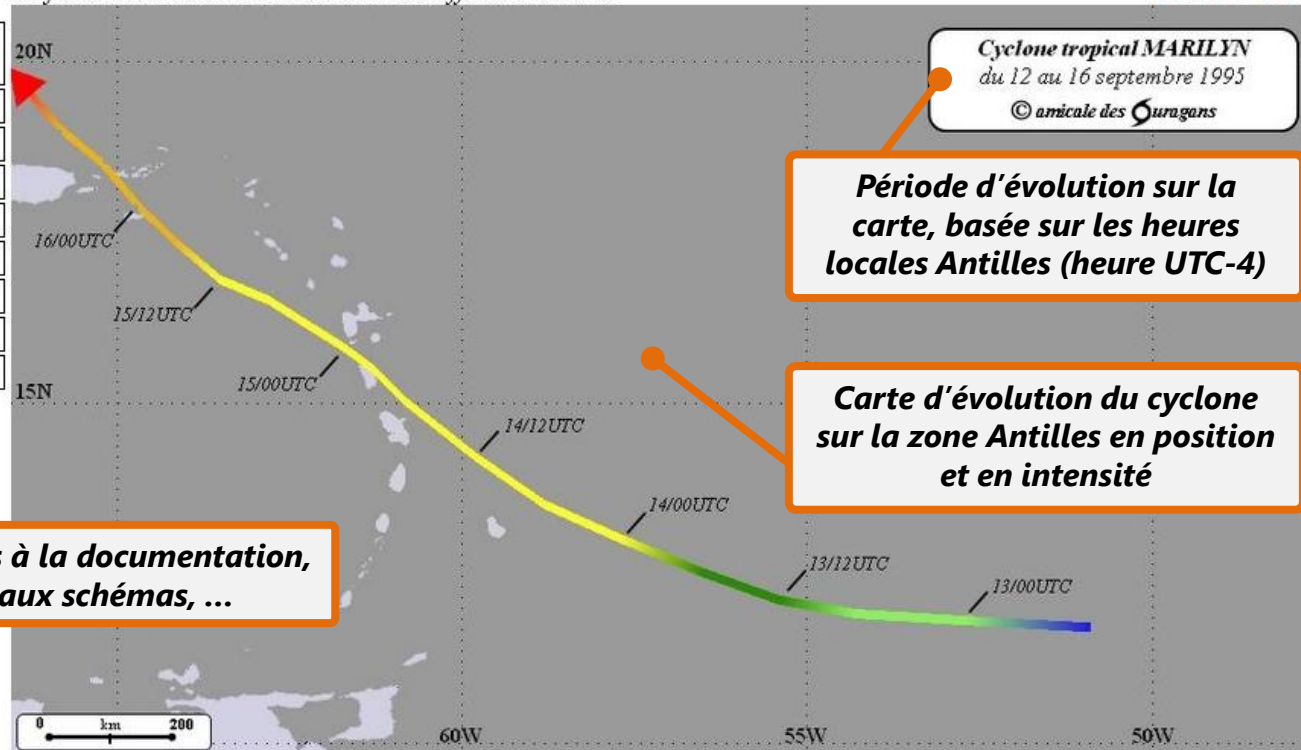 20N
Cyclone tropical MARILYN
du 12 au 16 septembre 1995
© amicale des Ouragans
Période d'évolution sur la
carte, basée sur les heures
locales Antilles (heure UTC-4)
16/00UTC
15/12UTC
15/00UTC
15N
Carte d'évolution du cyclone
sur la zone Antilles en position
et en intensité
14/12UTC
14/00UTC
à la documentation,
aux schémas, ...
13/12UTC
13/00UTC
0 km 200
60W
55W
50W